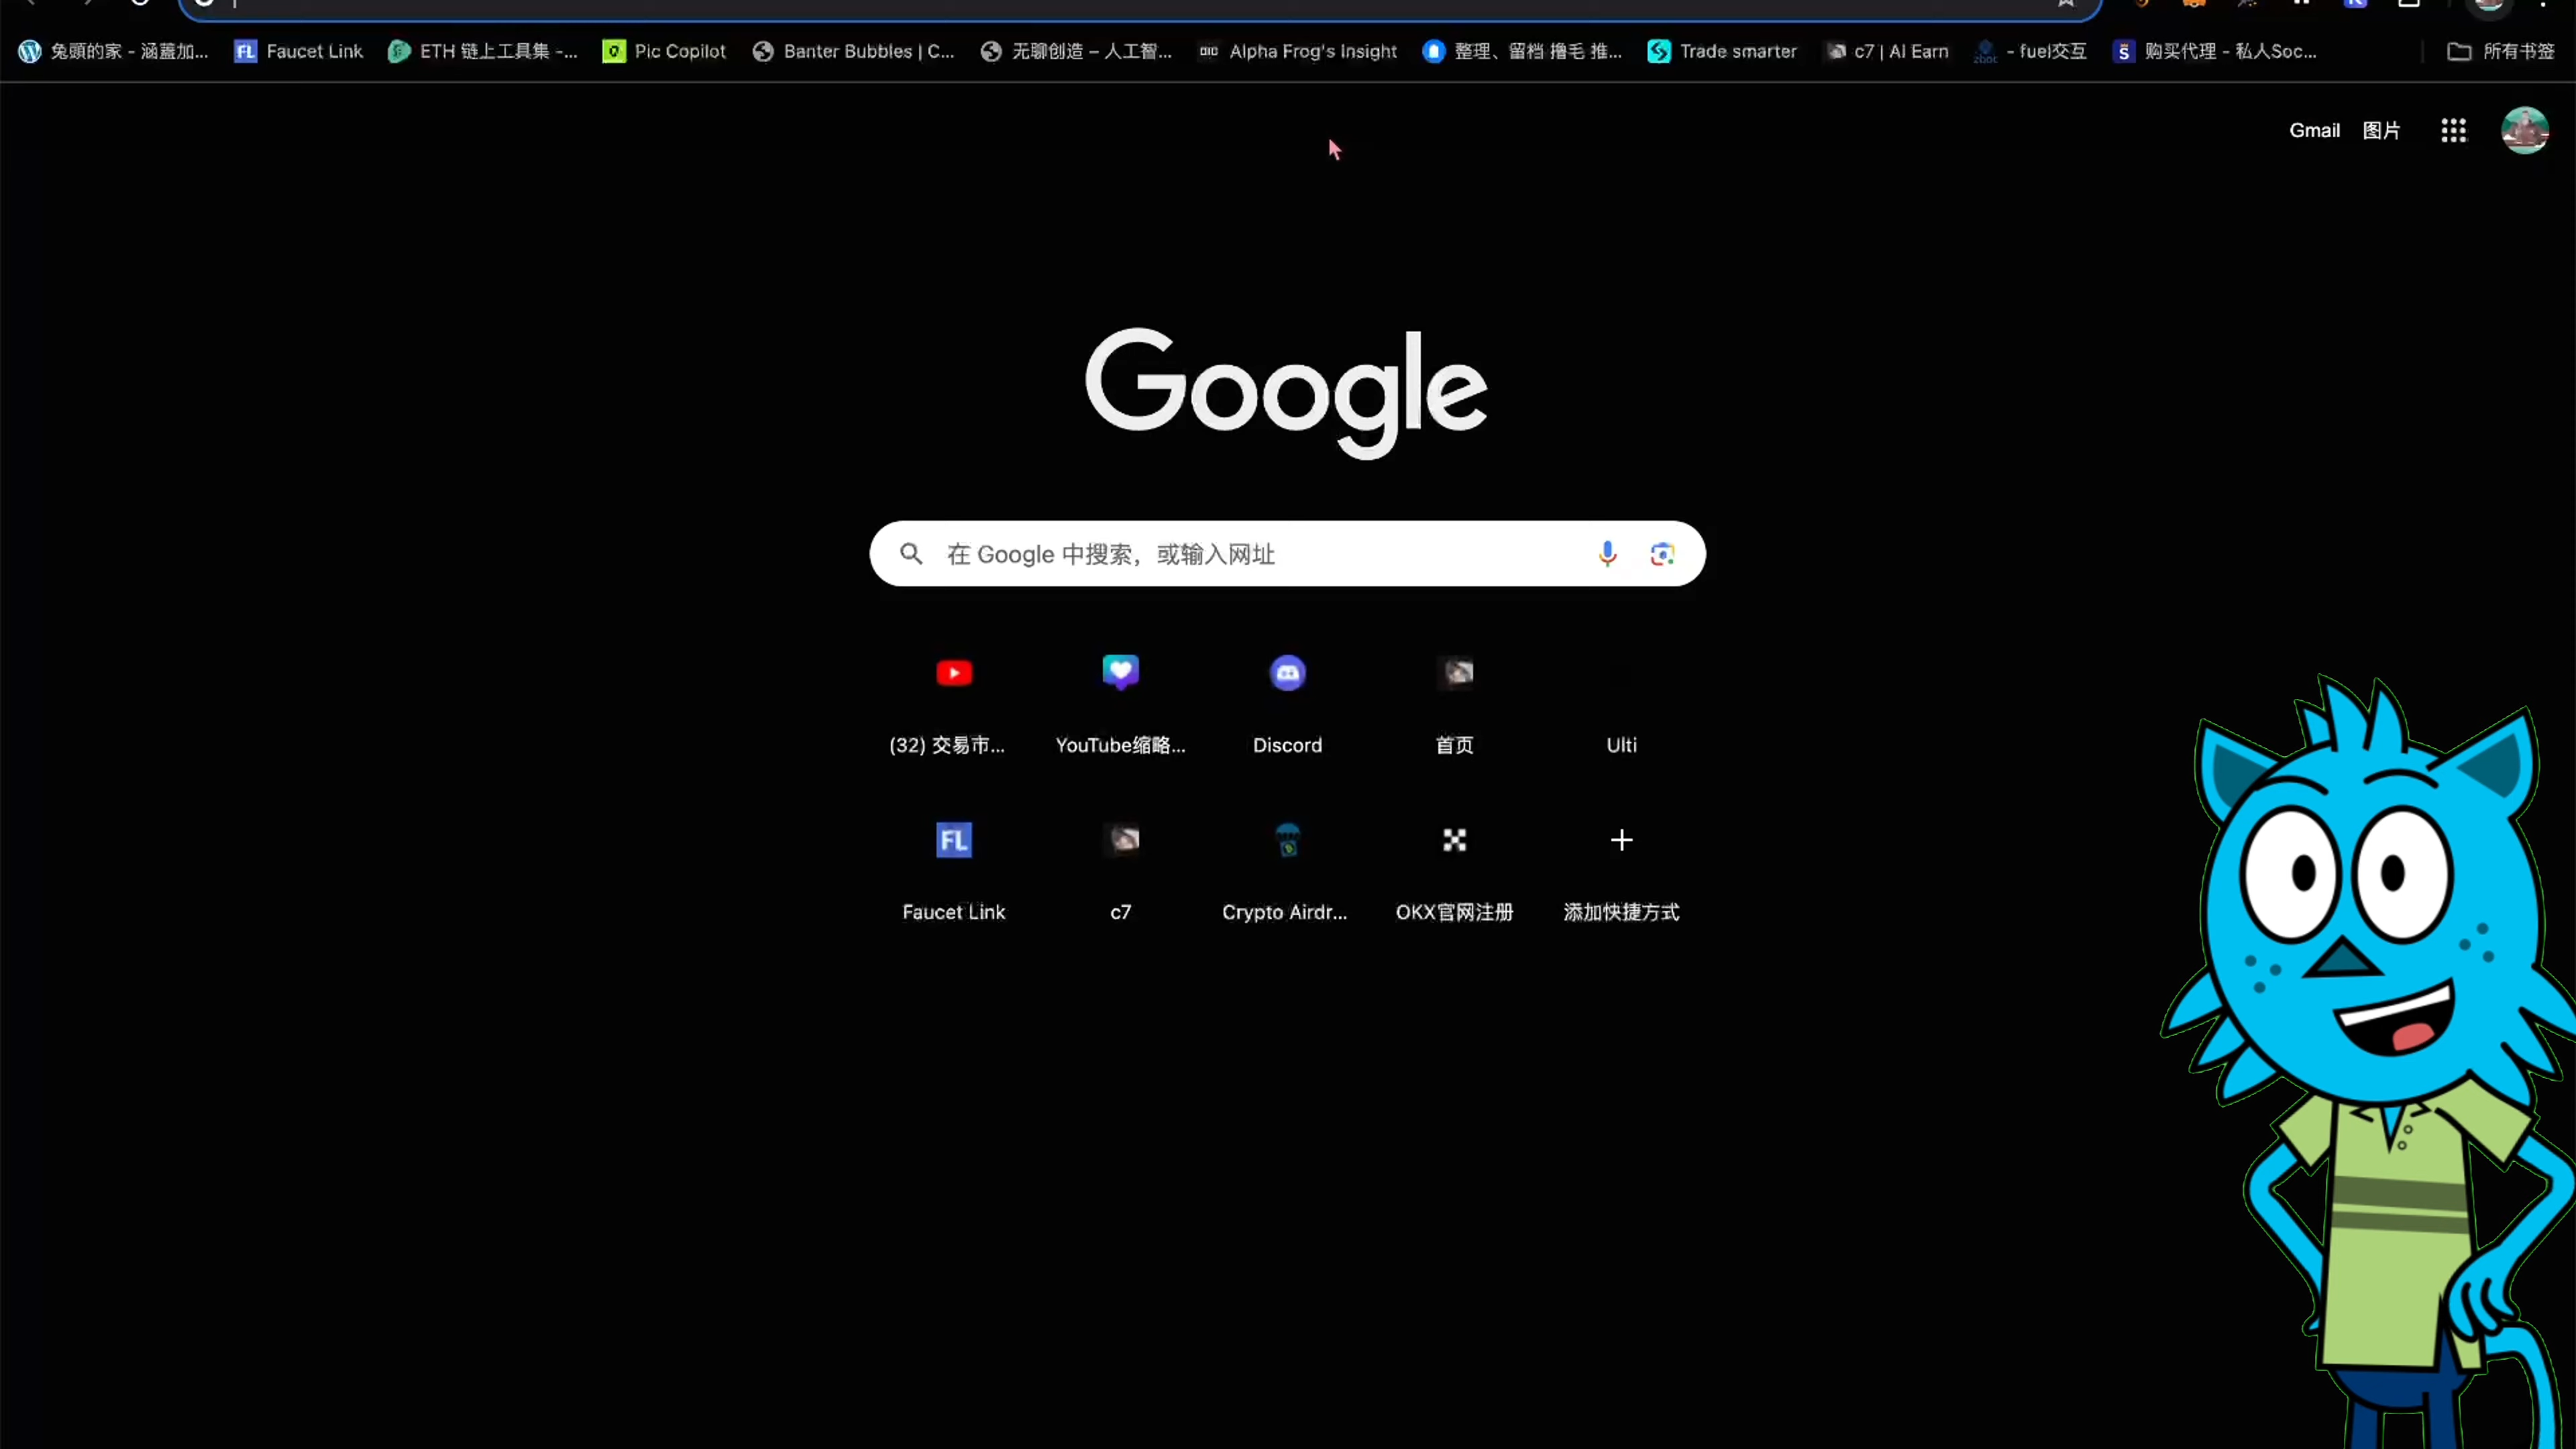 兔頭的家 - 涵蓋加... Faucet Link ETH 链上工具集 -... Pic Copilot Banter Bubbles | C... 无聊创造 – 人工智... Alpha Frog's Insight 整理、留档 撸毛 推... Trade smarter c7 | AI Earn - fuel交互 购买代理 - 私人Soc... 所有书签
Gmail 图片
Google
在 Google 中搜索，或输入网址
(32) 交易市... YouTube缩略... Discord 首页 Ulti
FL
Faucet Link c7 Crypto Airdr... OKX官网注册 添加快捷方式